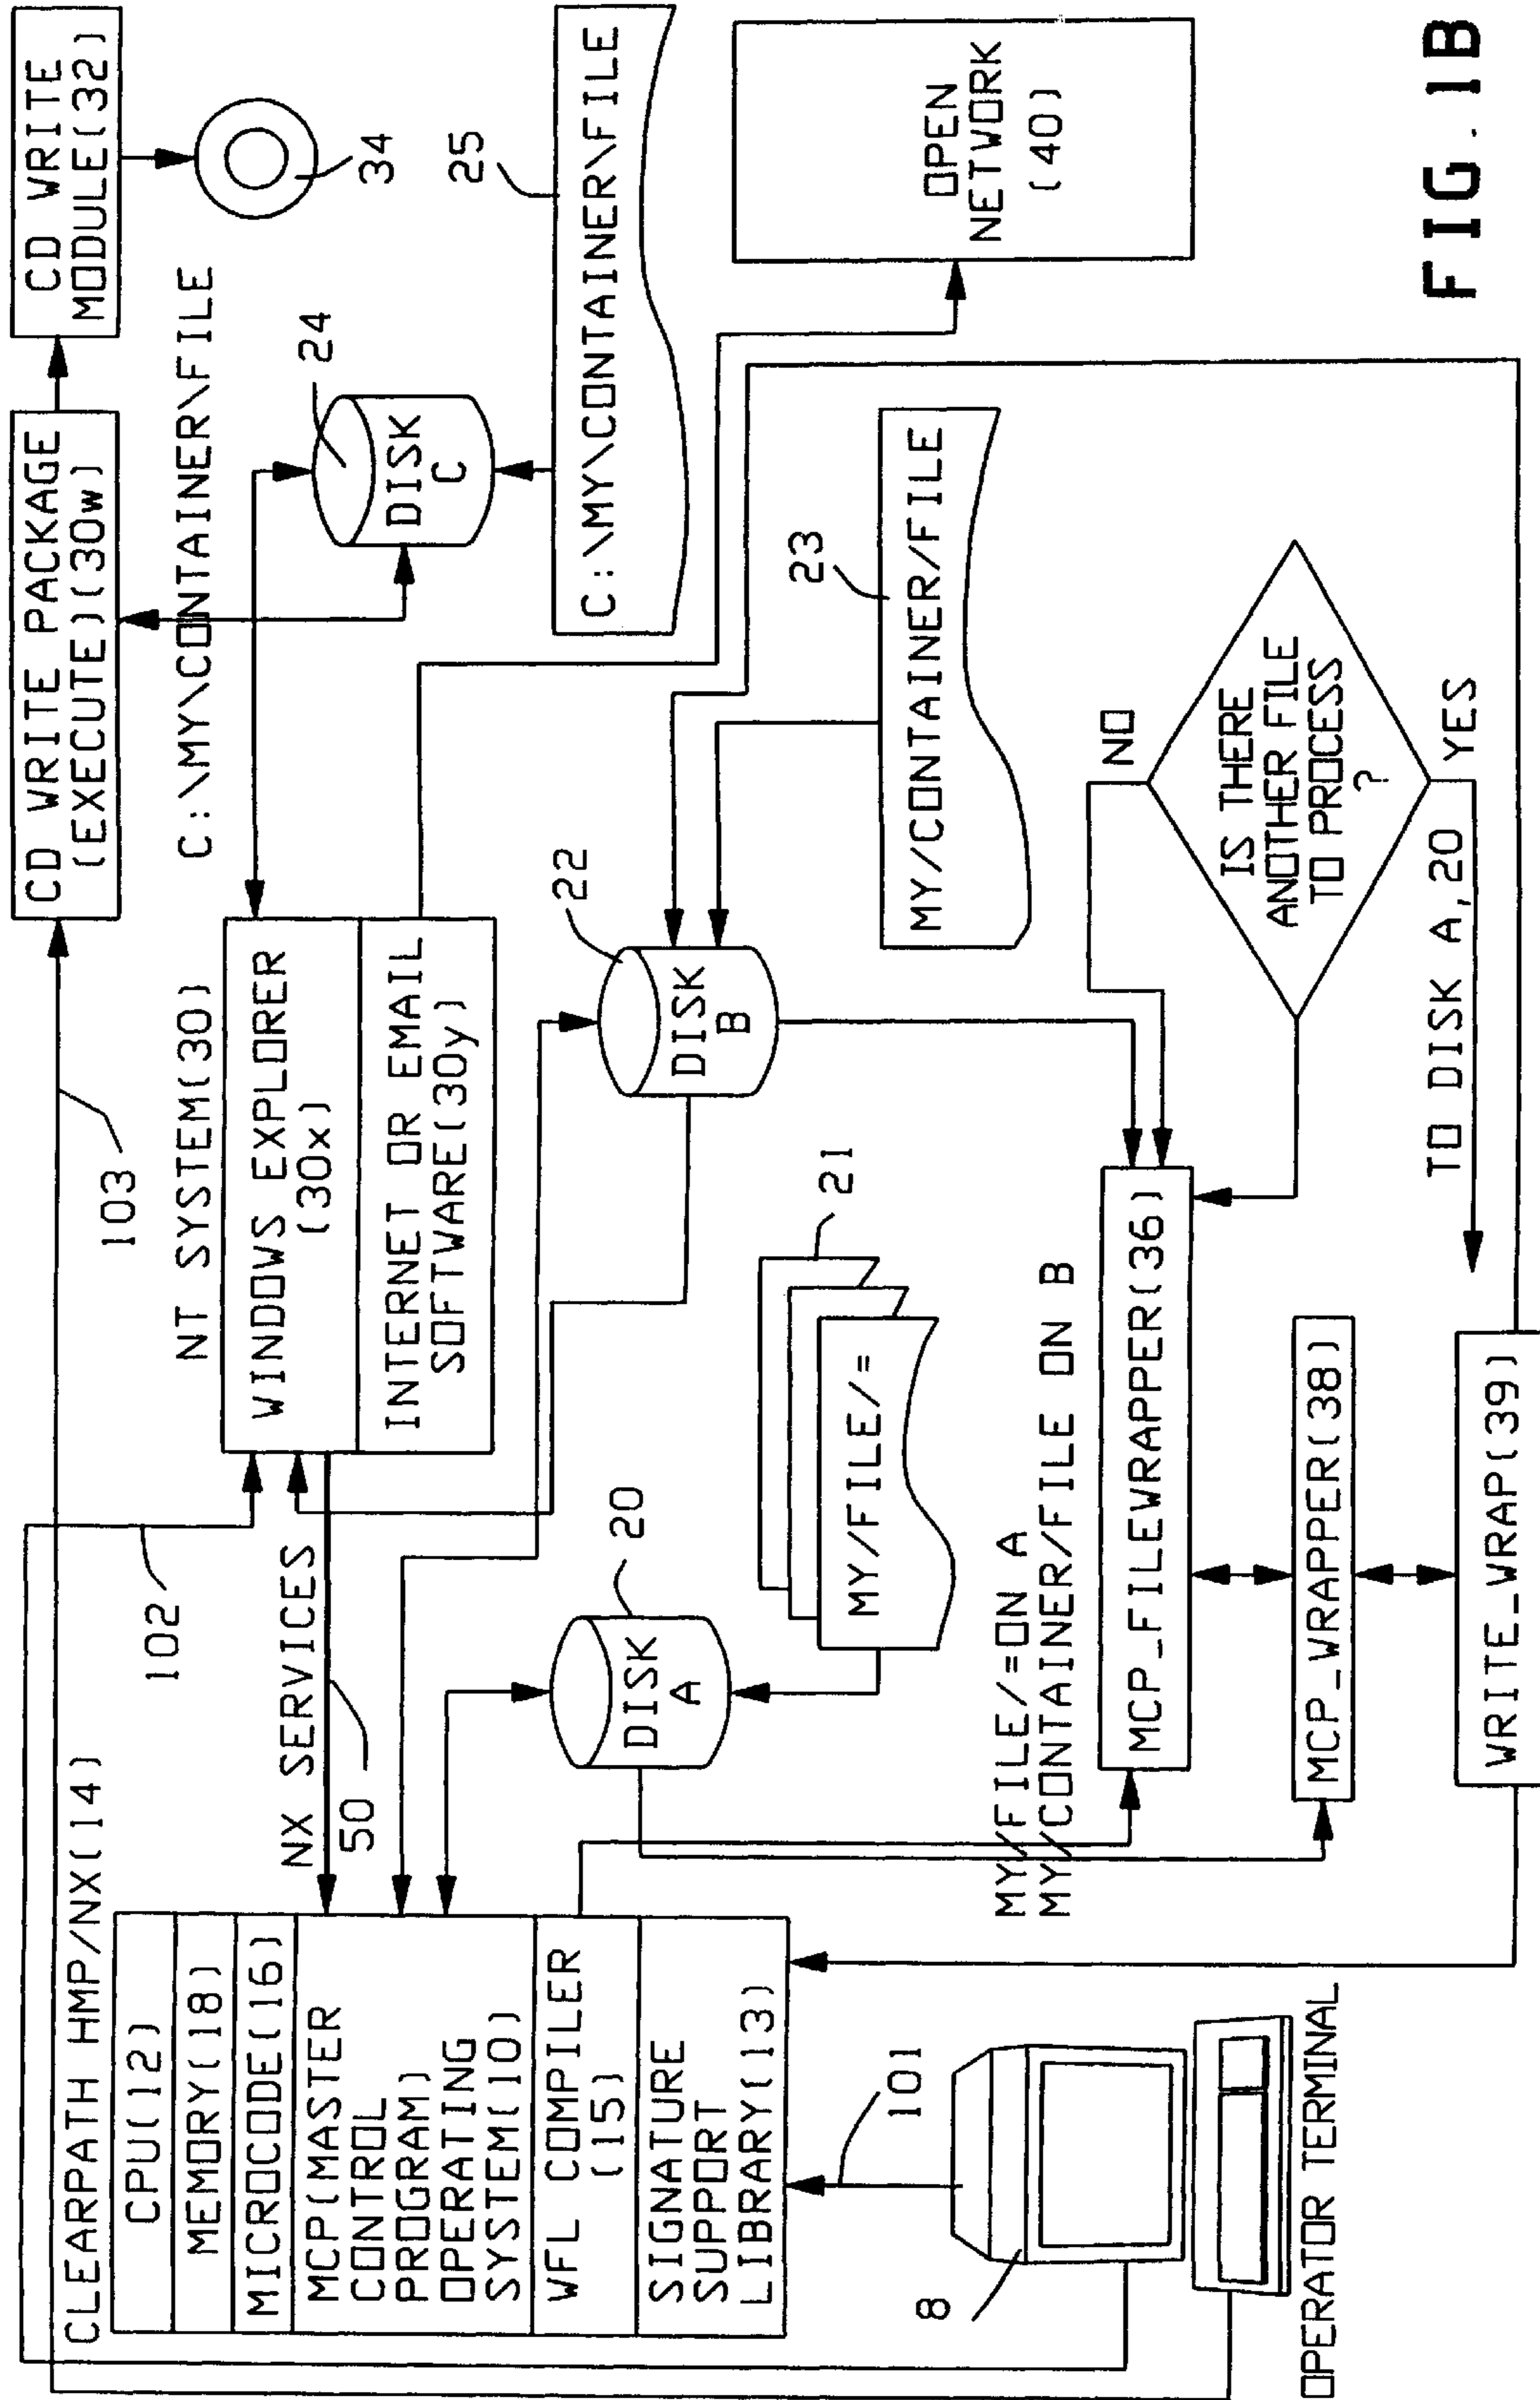 CLEARPATH HMP/NX(14)
CPU(12)
MEMORY(18)
MICROCODE(16)
MCP(MASTER
CONTROL
PROGRAM)
OPERATING
SYSTEM(10)
WFL COMPILER
(15)
SIGNATURE
SUPPORT
LIBRARY(13)
101
8
OPERATOR TERMINAL
102
103
NX SERVICES
50
NT SYSTEM(30)
WINDOWS EXPLORER
(30x)
INTERNET OR EMAIL
SOFTWARE(30y)
CD WRITE PACKAGE
(EXECUTE)(30w)
CD WRITE
MODULE(32)
34
C:\MY\CONTAINER\FILE
24
DISK
C
25
C:\MY\CONTAINER\FILE
OPEN
NETWORK
(40)
20
DISK
A
21
MY/FILE/=
22
DISK
B
23
MY/CONTAINER/FILE
MY/FILE/=ON A
MY/CONTAINER/FILE ON B
MCP_FILEWRAPPER(36)
MCP_WRAPPER(38)
WRITE_WRAP(39)
NO
IS THERE
ANOTHER FILE
TO PROCESS
?
YES
TO DISK A,20
FIG.1B